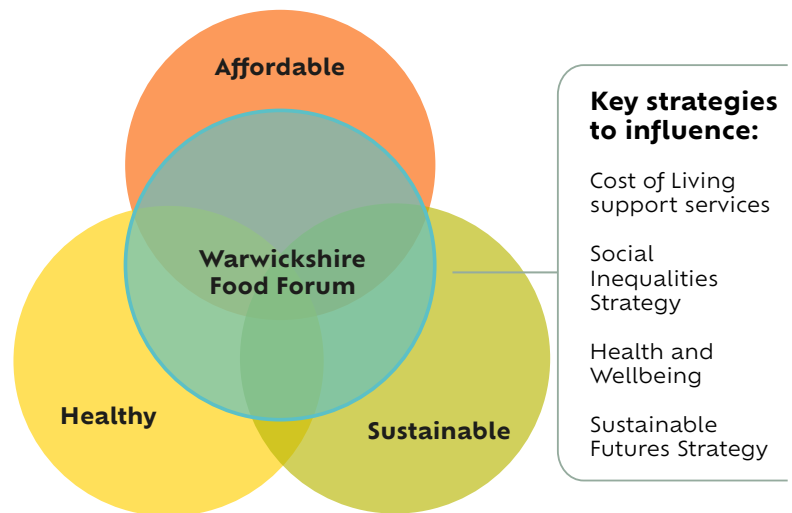 Affordable
Warwickshire
Food Forum
Healthy
Sustainable
Key strategies
to influence:
Cost of Living
support services
Social
Inequalities
Strategy
Health and
Wellbeing
Sustainable
Futures Strategy